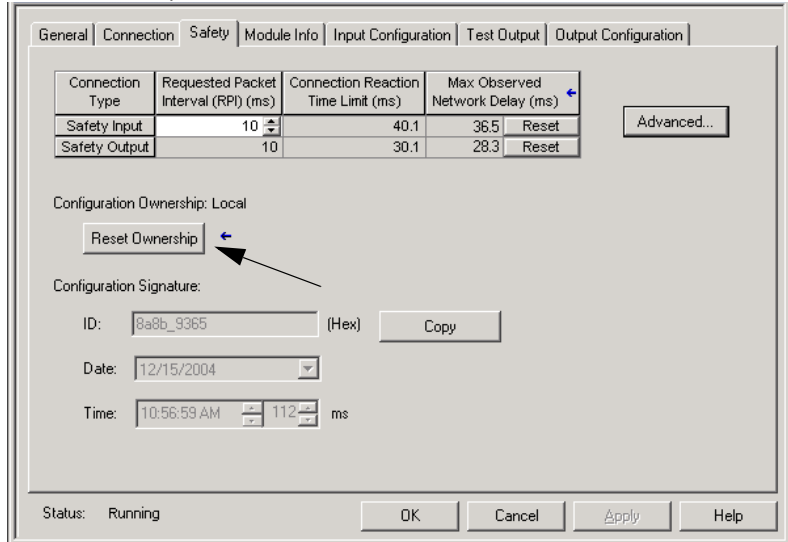 General Connection Safety Module Info Input Configuration Test Output Output Configuration
Connection Type Requested Packet Interval (RPI) (ms) Connection Reaction Time Limit (ms) Max Observed Network Delay (ms)
Safety Input 10 40.1 36.5 Reset
Safety Output 10 30.1 28.3 Reset
Advanced...
Configuration Ownership: Local
Reset Ownership
Configuration Signature:
ID: 8a8b_9365 (Hex) Copy
Date: 12/15/2004
Time: 10:56:59 AM 112 ms
Status: Running OK Cancel Apply Help